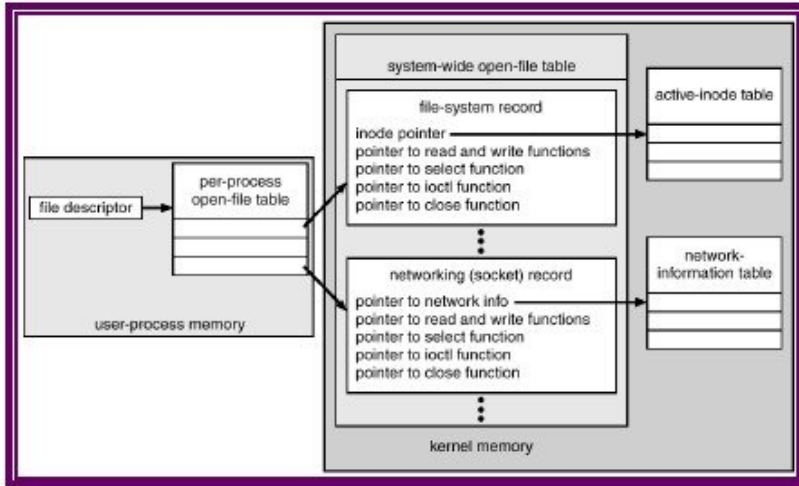 system-wide open-file table
file-system record
inode pointer
pointer to read and write functions
pointer to select function
pointer to ioctl function
pointer to close function
active-inode table
per-process
open-file table
file descriptor
user-process memory
networking (socket) record
pointer to network info
pointer to read and write functions
pointer to select function
pointer to ioctl function
pointer to close function
network-
information table
kernel memory